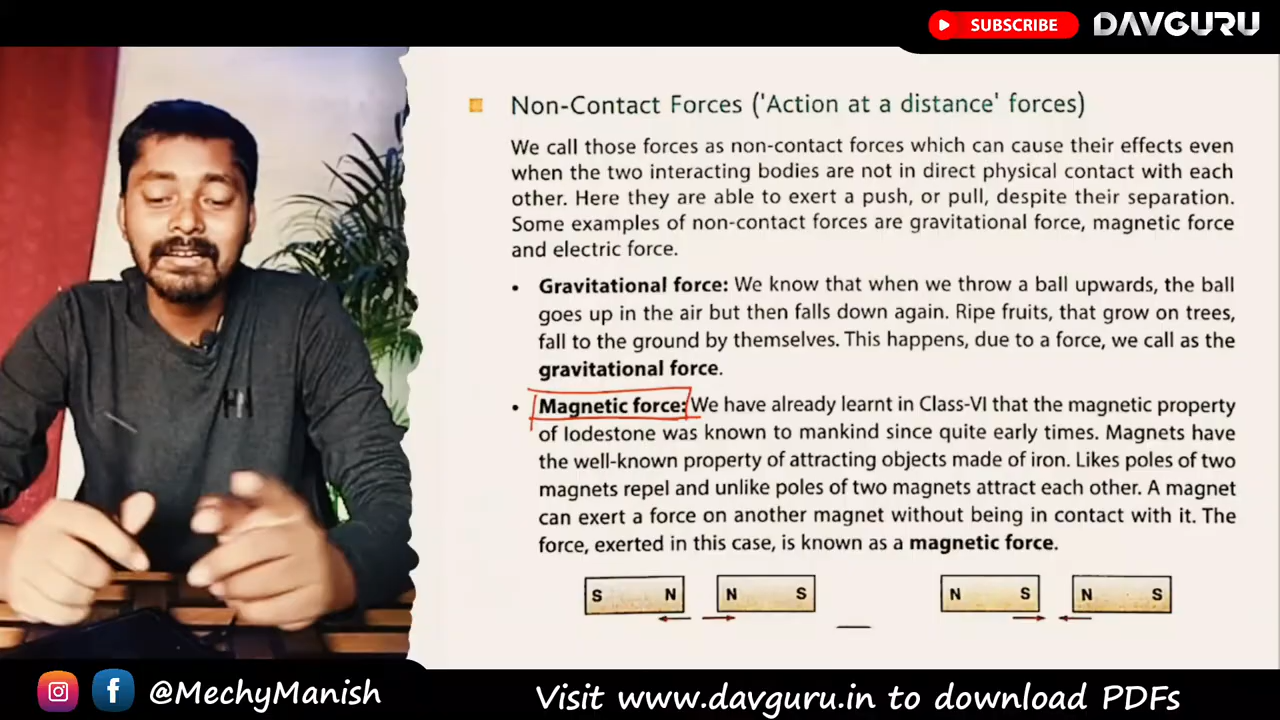 SUBSCRIBE DAVGURU
Non-Contact Forces ('Action at a distance' forces)
We call those forces as non-contact forces which can cause their effects even
when the two interacting bodies are not in direct physical contact with each
other. Here they are able to exert a push, or pull, despite their separation.
Some examples of non-contact forces are gravitational force, magnetic force
and electric force.
• Gravitational force: We know that when we throw a ball upwards, the ball
goes up in the air but then falls down again. Ripe fruits, that grow on trees,
fall to the ground by themselves. This happens, due to a force, we call as the
gravitational force.
• Magnetic force: We have already learnt in Class-VI that the magnetic property
of lodestone was known to mankind since quite early times. Magnets have
the well-known property of attracting objects made of iron. Likes poles of two
magnets repel and unlike poles of two magnets attract each other. A magnet
can exert a force on another magnet without being in contact with it. The
force, exerted in this case, is known as a magnetic force.
S N N S N S N S
@MechyManish
Visit www.davguru.in to download PDFs